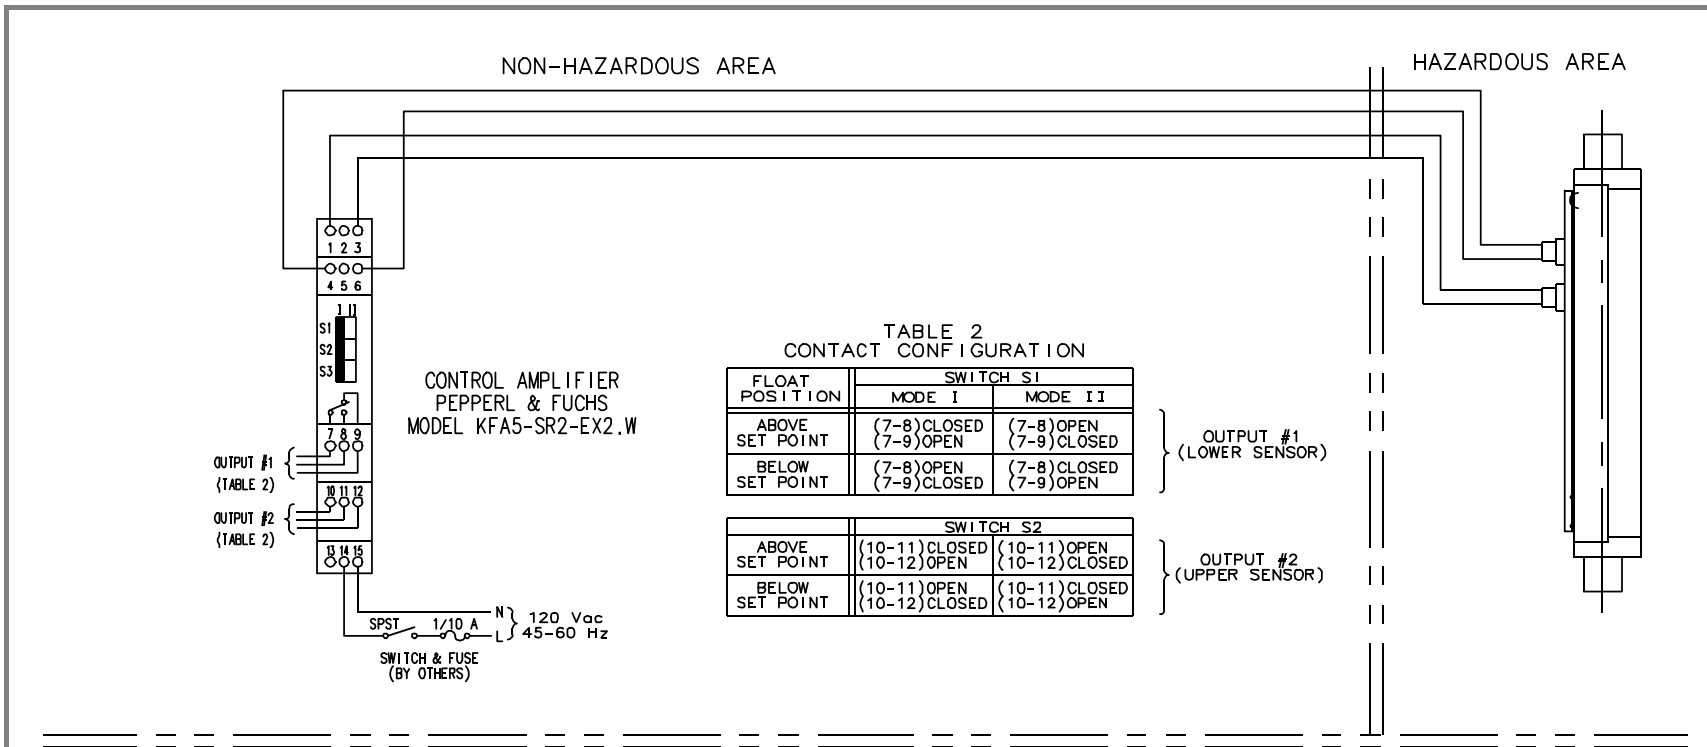 NON-HAZARDOUS AREA
HAZARDOUS AREA
1 2 3
4 5 6
I II
S1
S2
S3
CONTROL AMPLIFIER
PEPPERL & FUCHS
MODEL KFA5-SR2-EX2.W
7 8 9
OUTPUT #1
(TABLE 2)
10 11 12
OUTPUT #2
(TABLE 2)
13 14 15
N
L
120 Vac
45-60 Hz
SPST
1/10 A
SWITCH & FUSE
(BY OTHERS)
TABLE 2
CONTACT CONFIGURATION
FLOAT POSITION
SWITCH S1
MODE I
MODE II
ABOVE SET POINT
(7-8)CLOSED
(7-9)OPEN
(7-8)OPEN
(7-9)CLOSED
BELOW SET POINT
(7-8)OPEN
(7-9)CLOSED
(7-8)CLOSED
(7-9)OPEN
OUTPUT #1
(LOWER SENSOR)
SWITCH S2
ABOVE SET POINT
(10-11)CLOSED
(10-12)OPEN
(10-11)OPEN
(10-12)CLOSED
BELOW SET POINT
(10-11)OPEN
(10-12)CLOSED
(10-11)CLOSED
(10-12)OPEN
OUTPUT #2
(UPPER SENSOR)